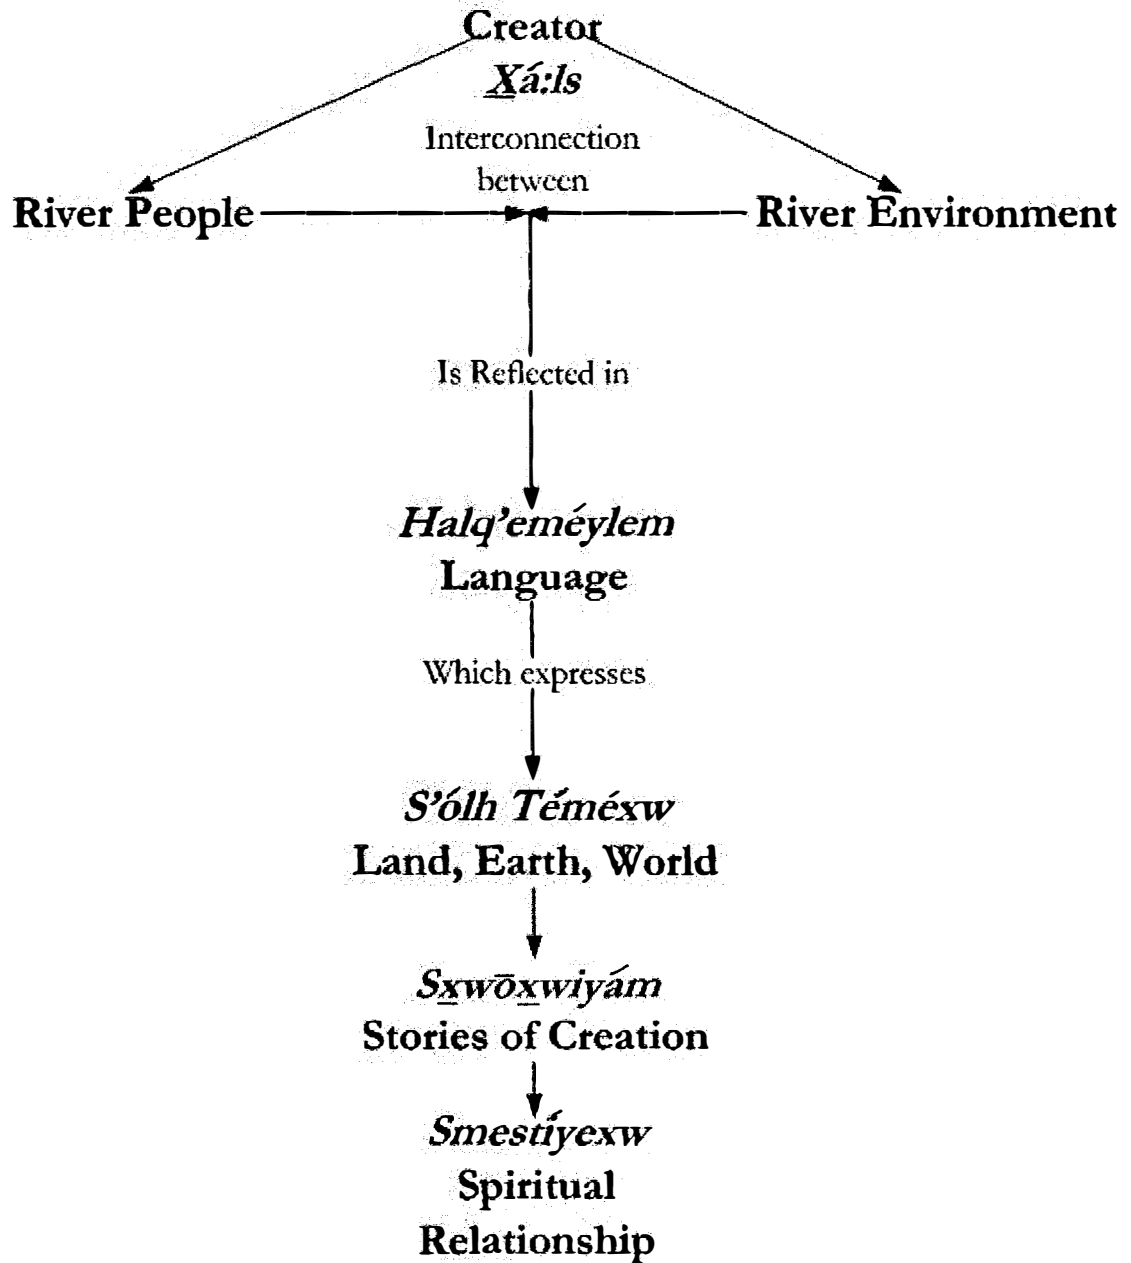 Creator
X̲á:ls
Interconnection
between
River People River Environment
Is Reflected in
Halq'eméylem
Language
Which expresses
S'ólh Téméxw
Land, Earth, World
Sx̲wōx̲wiyám
Stories of Creation
Smestíyexw
Spiritual
Relationship